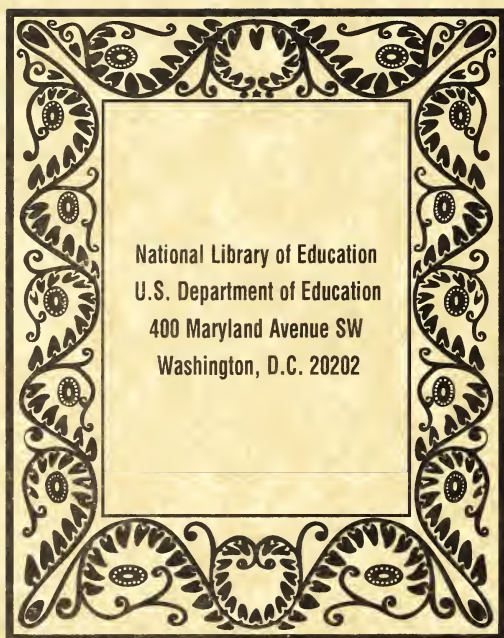 National Library of Education
U.S. Department of Education
400 Maryland Avenue SW
Washington, D.C. 20202